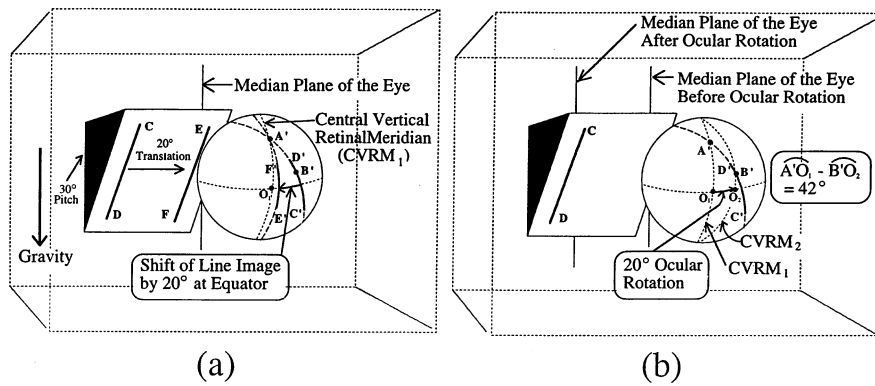 Median Plane of the Eye
Central Vertical
RetinalMeridian
(CVRM1)
C
E
20°
Transtation
D
F
30°
Pitch
A'
D'
B'
F'
O1
E'
C'
Gravity
Shift of Line Image
by 20° at Equator
(a)
Median Plane of the Eye
After Ocular Rotation
Median Plane of the Eye
Before Ocular Rotation
C
D
A
D'
B'
O1
O2
C'
A'O1 - B'O2
= 42°
CVRM2
CVRM1
20° Ocular
Rotation
(b)